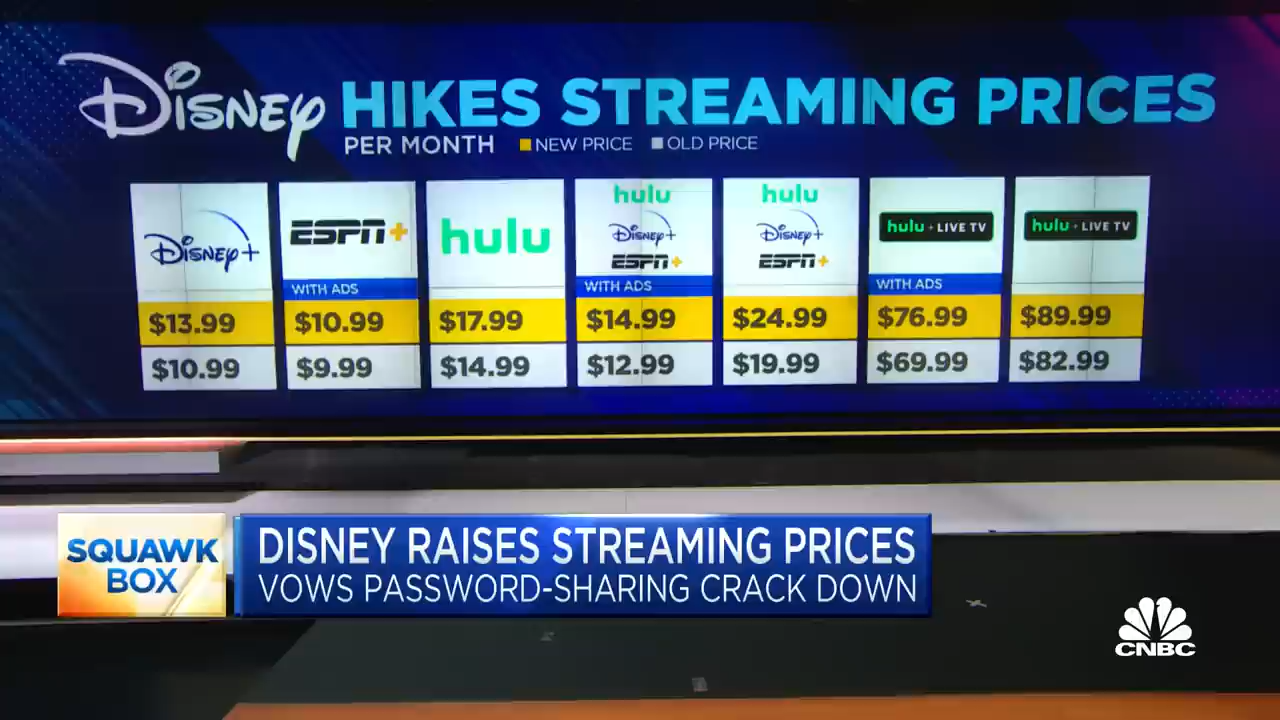 Disney HIKES STREAMING PRICES
PER MONTH NEW PRICE OLD PRICE
Disney+
$13.99
$10.99
ESPN+
WITH ADS
$10.99
$9.99
hulu
$17.99
$14.99
hulu
Disney+
ESPN+
WITH ADS
$14.99
$12.99
hulu
Disney+
ESPN+
$24.99
$19.99
hulu + LIVE TV
WITH ADS
$76.99
$69.99
hulu + LIVE TV
$89.99
$82.99
SQUAWK
BOX
DISNEY RAISES STREAMING PRICES
VOWS PASSWORD-SHARING CRACK DOWN
CNBC